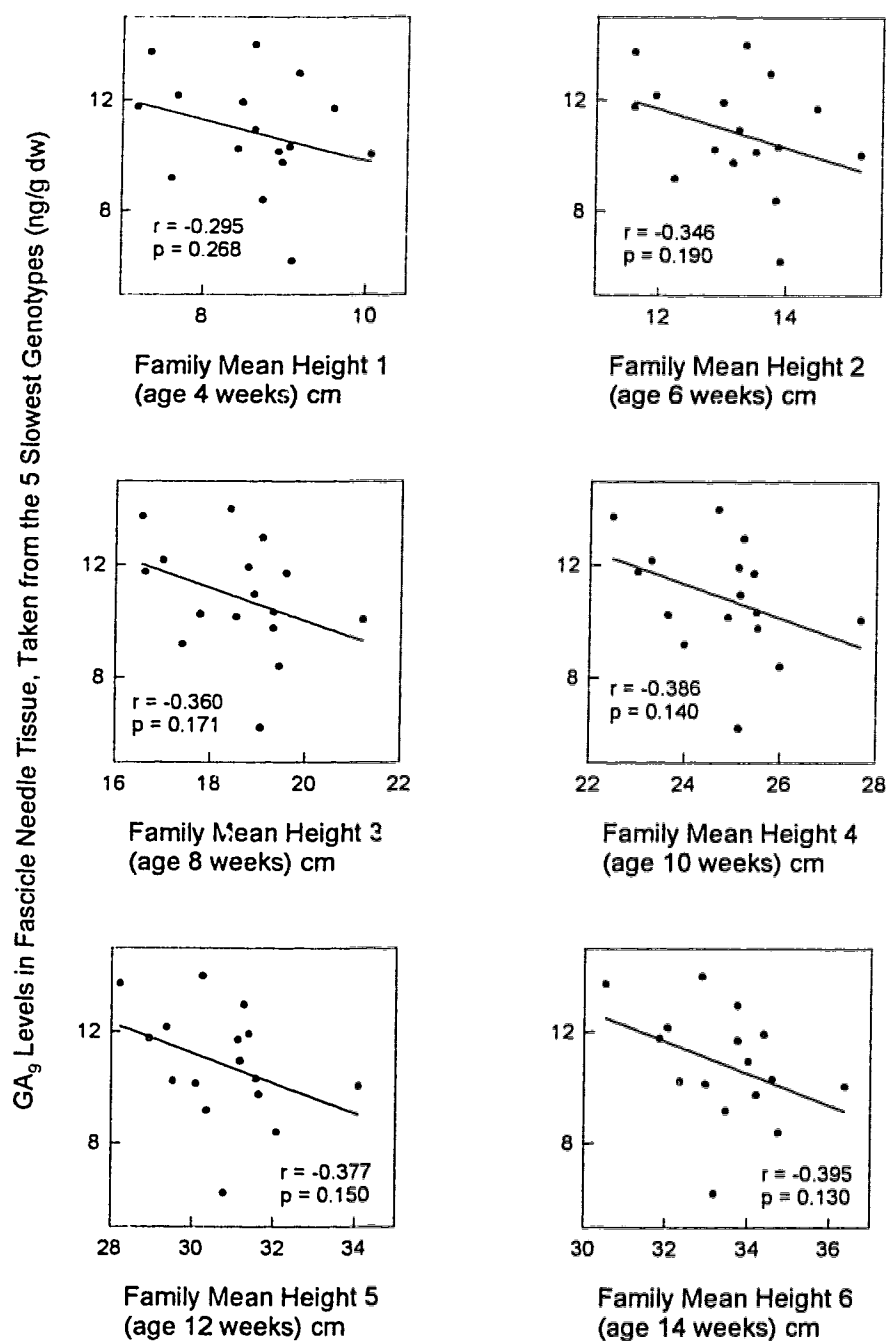 GA₉ Levels in Fascicle Needle Tissue, Taken from the 5 Slowest Genotypes (ng/g dw)
12
8
r = -0.295
p = 0.268
8 10
Family Mean Height 1
(age 4 weeks) cm
12
8
r = -0.346
p = 0.190
12 14
Family Mean Height 2
(age 6 weeks) cm
12
8
r = -0.360
p = 0.171
16 18 20 22
Family Mean Height 3
(age 8 weeks) cm
12
8
r = -0.386
p = 0.140
22 24 26 28
Family Mean Height 4
(age 10 weeks) cm
12
8
r = -0.377
p = 0.150
28 30 32 34
Family Mean Height 5
(age 12 weeks) cm
12
8
r = -0.395
p = 0.130
30 32 34 36
Family Mean Height 6
(age 14 weeks) cm